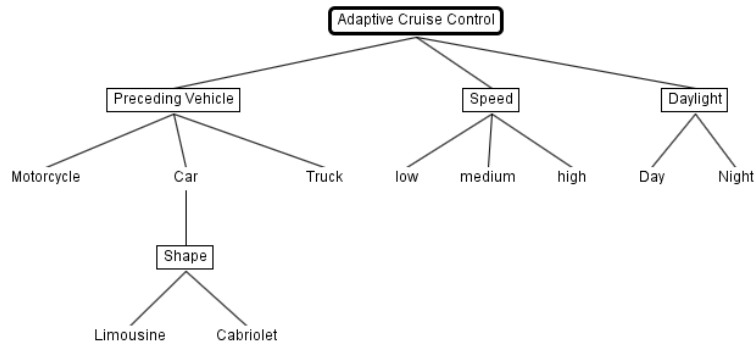 Adaptive Cruise Control
Preceding Vehicle
Speed
Daylight
Motorcycle
Car
Truck
low
medium
high
Day
Night
Shape
Limousine
Cabriolet